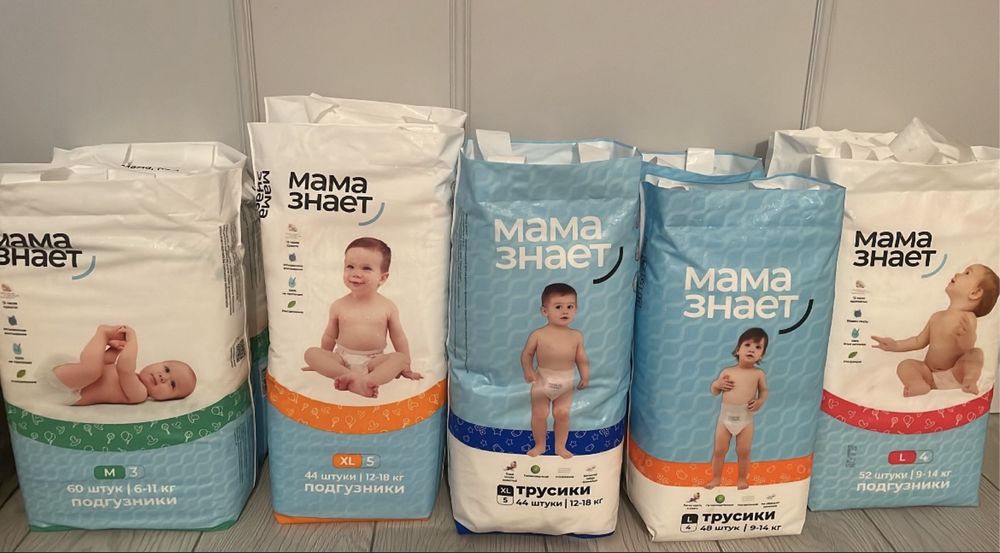 мама
знает
M 3
60 штук | 6-11 кг
подгузники
мама
знает
мама
знает
XL 5
44 штуки | 12-18 кг
подгузники
мама
знает
XL
5
трусики
44 штуки | 12-18 кг
мама
знает
L
4
трусики
48 штук | 9-14 кг
мама
знает
L 4
52 штуки | 9-14 кг
подгузники